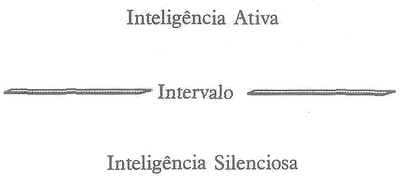 Inteligência Ativa
Intervalo
Inteligência Silenciosa